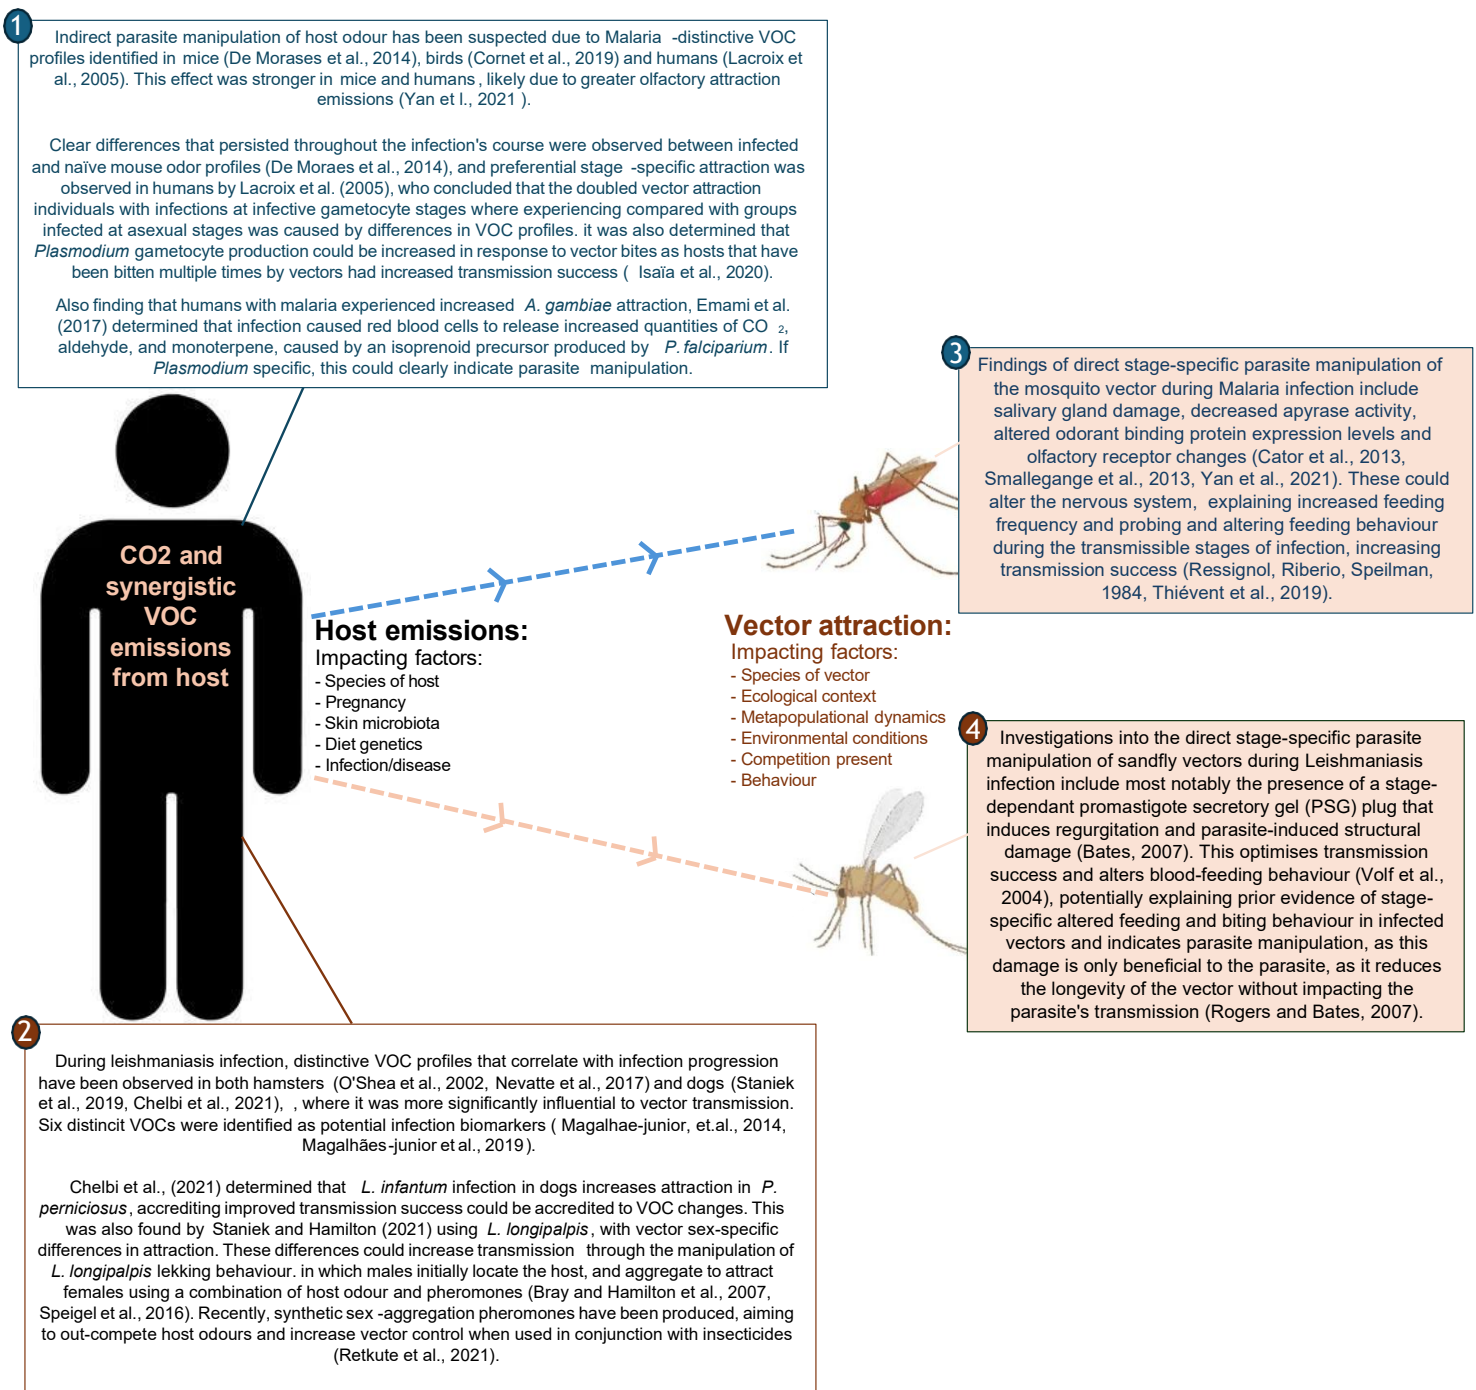 1
Indirect parasite manipulation of host odour has been suspected due to Malaria -distinctive VOC
profiles identified in mice (De Morases et al., 2014), birds (Cornet et al., 2019) and humans (Lacroix et
al., 2005). This effect was stronger in mice and humans, likely due to greater olfactory attraction
emissions (Yan et l., 2021 ).
Clear differences that persisted throughout the infection's course were observed between infected
and naïve mouse odor profiles (De Moraes et al., 2014), and preferential stage -specific attraction was
observed in humans by Lacroix et al. (2005), who concluded that the doubled vector attraction
individuals with infections at infective gametocyte stages where experiencing compared with groups
infected at asexual stages was caused by differences in VOC profiles. it was also determined that
Plasmodium gametocyte production could be increased in response to vector bites as hosts that have
been bitten multiple times by vectors had increased transmission success ( Isaïa et al., 2020).
Also finding that humans with malaria experienced increased A. gambiae attraction, Emami et al.
(2017) determined that infection caused red blood cells to release increased quantities of CO 2,
aldehyde, and monoterpene, caused by an isoprenoid precursor produced by P. falciparium. If
Plasmodium specific, this could clearly indicate parasite manipulation.
CO2 and
synergistic
VOC
emissions
from host
Host emissions:
Impacting factors:
- Species of host
- Pregnancy
- Skin microbiota
- Diet genetics
- Infection/disease
Vector attraction:
Impacting factors:
- Species of vector
- Ecological context
- Metapopulational dynamics
- Environmental conditions
- Competition present
- Behaviour
3
Findings of direct stage-specific parasite manipulation of
the mosquito vector during Malaria infection include
salivary gland damage, decreased apyrase activity,
altered odorant binding protein expression levels and
olfactory receptor changes (Cator et al., 2013,
Smallegange et al., 2013, Yan et al., 2021). These could
alter the nervous system, explaining increased feeding
frequency and probing and altering feeding behaviour
during the transmissible stages of infection, increasing
transmission success (Ressignol, Riberio, Speilman,
1984, Thiévent et al., 2019).
4
Investigations into the direct stage-specific parasite
manipulation of sandfly vectors during Leishmaniasis
infection include most notably the presence of a stage-
dependant promastigote secretory gel (PSG) plug that
induces regurgitation and parasite-induced structural
damage (Bates, 2007). This optimises transmission
success and alters blood-feeding behaviour (Volf et al.,
2004), potentially explaining prior evidence of stage-
specific altered feeding and biting behaviour in infected
vectors and indicates parasite manipulation, as this
damage is only beneficial to the parasite, as it reduces
the longevity of the vector without impacting the
parasite's transmission (Rogers and Bates, 2007).
2
During leishmaniasis infection, distinctive VOC profiles that correlate with infection progression
have been observed in both hamsters (O'Shea et al., 2002, Nevatte et al., 2017) and dogs (Staniek
et al., 2019, Chelbi et al., 2021), , where it was more significantly influential to vector transmission.
Six distincit VOCs were identified as potential infection biomarkers ( Magalhae-junior, et.al., 2014,
Magalhães-junior et al., 2019).
Chelbi et al., (2021) determined that L. infantum infection in dogs increases attraction in P.
perniciosus, accrediting improved transmission success could be accredited to VOC changes. This
was also found by Staniek and Hamilton (2021) using L. longipalpis, with vector sex-specific
differences in attraction. These differences could increase transmission through the manipulation of
L. longipalpis lekking behaviour. in which males initially locate the host, and aggregate to attract
females using a combination of host odour and pheromones (Bray and Hamilton et al., 2007,
Speigel et al., 2016). Recently, synthetic sex -aggregation pheromones have been produced, aiming
to out-compete host odours and increase vector control when used in conjunction with insecticides
(Retkute et al., 2021).